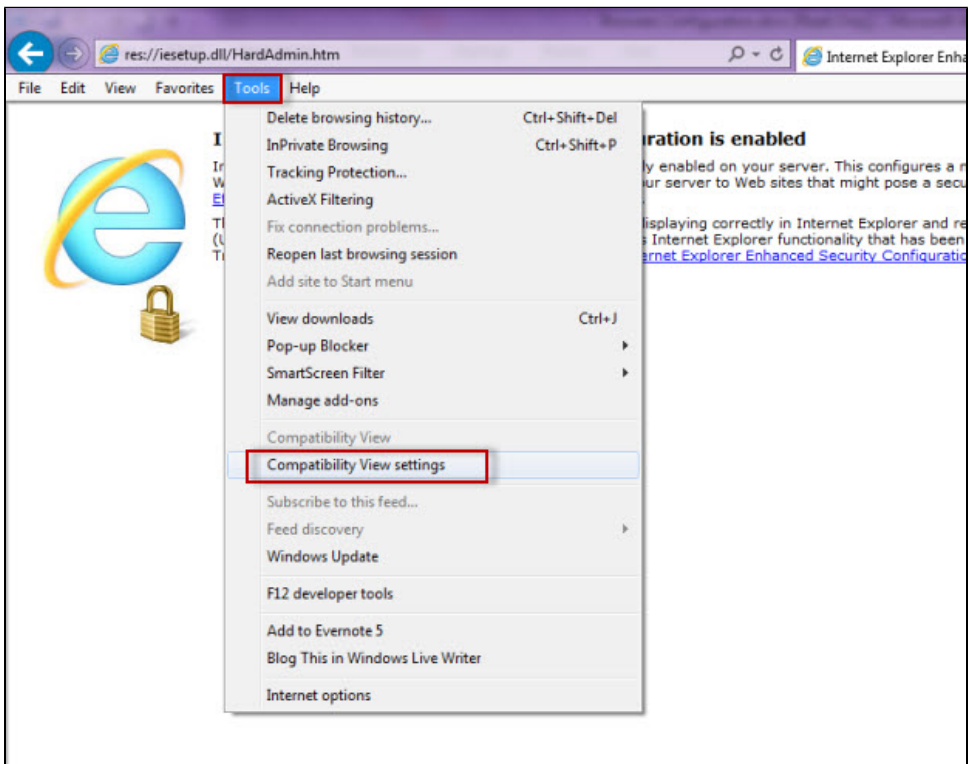 res://iesetup.dll/HardAdmin.htm
Internet Explorer Enha
File Edit View Favorites Tools Help
Delete browsing history... Ctrl+Shift+Del
InPrivate Browsing Ctrl+Shift+P
Tracking Protection...
ActiveX Filtering
Fix connection problems...
Reopen last browsing session
Add site to Start menu
View downloads Ctrl+J
Pop-up Blocker
SmartScreen Filter
Manage add-ons
Compatibility View
Compatibility View settings
Subscribe to this feed...
Feed discovery
Windows Update
F12 developer tools
Add to Evernote 5
Blog This in Windows Live Writer
Internet options
uration is enabled
ly enabled on your server. This configures a
ur server to Web sites that might pose a secu
isplaying correctly in Internet Explorer and re
Internet Explorer functionality that has been
ernet Explorer Enhanced Security Configuratio